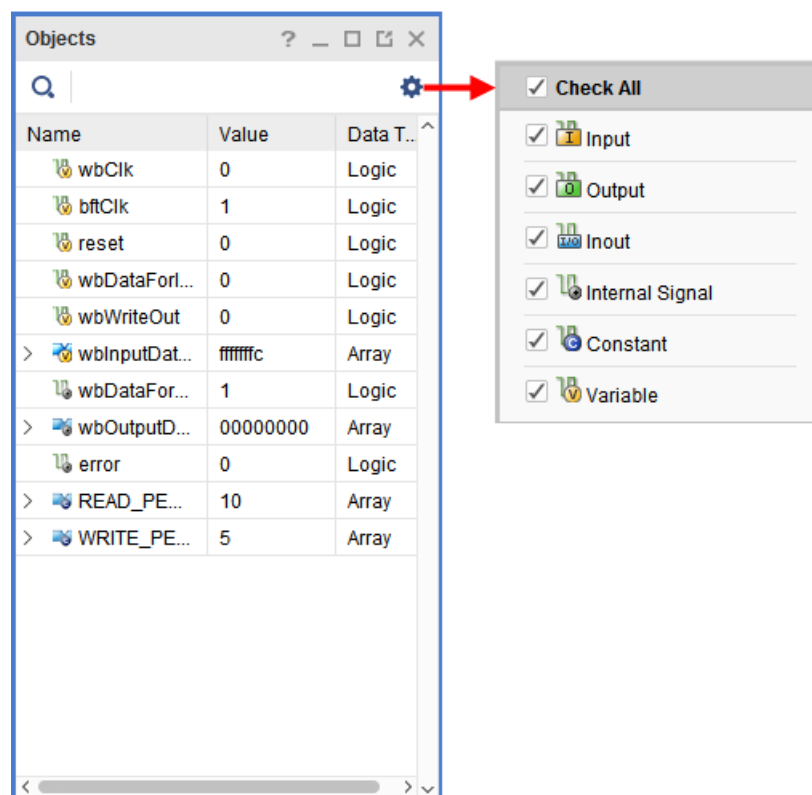 Objects
Name Value Data T...
wbClk 0 Logic
bftClk 1 Logic
reset 0 Logic
wbDataForI... 0 Logic
wbWriteOut 0 Logic
wbInputDat... fffffffc Array
wbDataFor... 1 Logic
wbOutputD... 00000000 Array
error 0 Logic
READ_PE... 10 Array
WRITE_PE... 5 Array
Check All
I Input
O Output
I/O Inout
Internal Signal
C Constant
V Variable